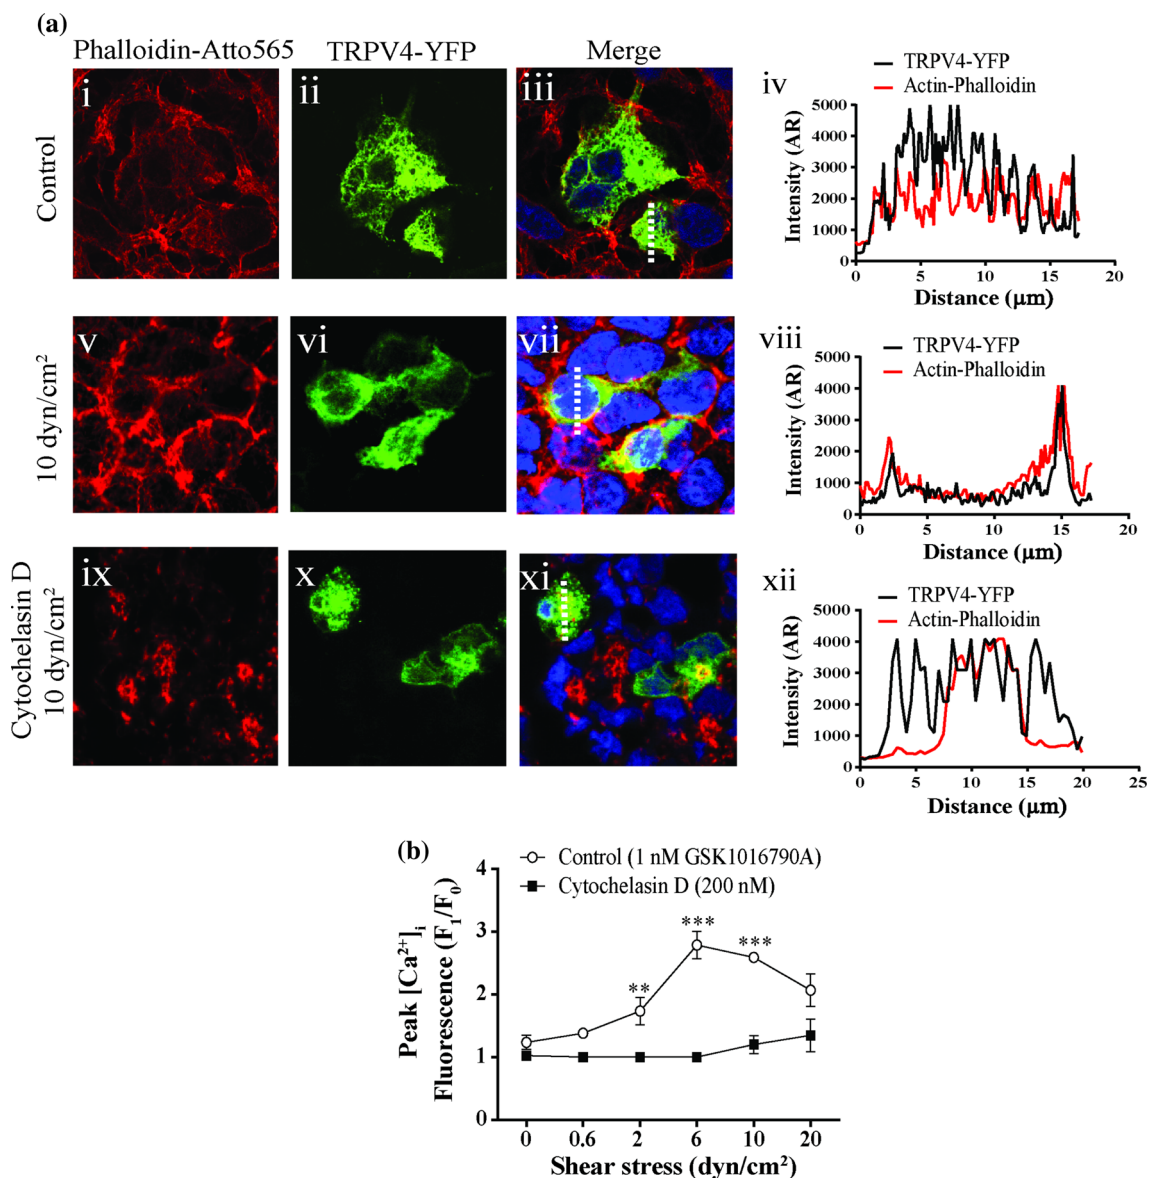 (a)
Phalloidin-Atto565 TRPV4-YFP Merge
Control
i ii iii iv
TRPV4-YFP
Actin-Phalloidin
Intensity (AR)
5000
4000
3000
2000
1000
0
0 5 10 15 20
Distance (μm)
10 dyn/cm²
v vi vii viii
TRPV4-YFP
Actin-Phalloidin
Intensity (AR)
5000
4000
3000
2000
1000
0
0 5 10 15 20
Distance (μm)
Cytochelasin D
10 dyn/cm²
ix x xi xii
TRPV4-YFP
Actin-Phalloidin
Intensity (AR)
5000
4000
3000
2000
1000
0
0 5 10 15 20 25
Distance (μm)
(b)
Control (1 nM GSK1016790A)
Cytochelasin D (200 nM)
Peak [Ca²⁺]ᵢ
Fluorescence (F₁/F₀)
4
3
2
1
0
** *** ***
0 0.6 2 6 10 20
Shear stress (dyn/cm²)